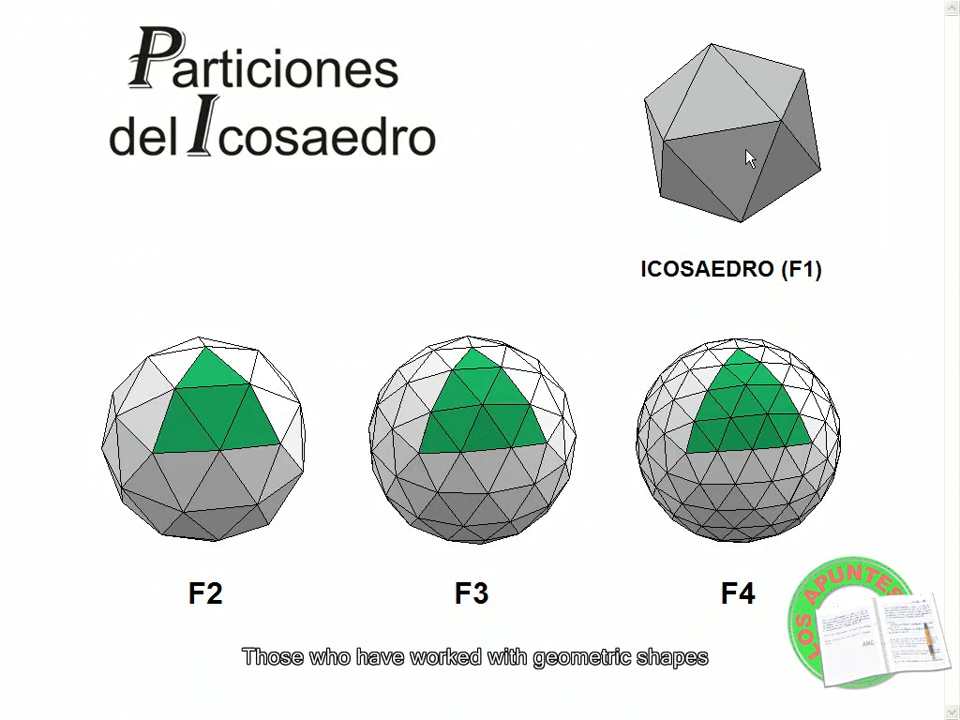 Particiones
del Icosaedro
ICOSAEDRO (F1)
F2
F3
F4
LOS APUNTES
Those who have worked with geometric shapes